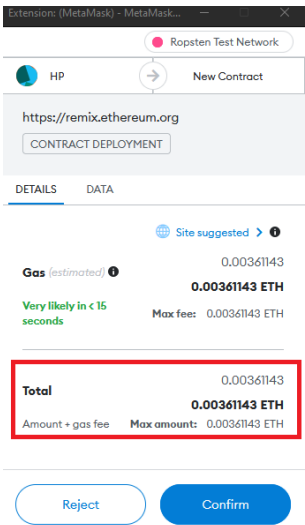 Extension: (MetaMask) - MetaMask...
Ropsten Test Network
HP
New Contract
https://remix.ethereum.org
CONTRACT DEPLOYMENT
DETAILS DATA
Site suggested >
Gas (estimated) 0.00361143
0.00361143 ETH
Very likely in < 15 seconds
Max fee: 0.00361143 ETH
Total 0.00361143
0.00361143 ETH
Amount + gas fee Max amount: 0.00361143 ETH
Reject Confirm